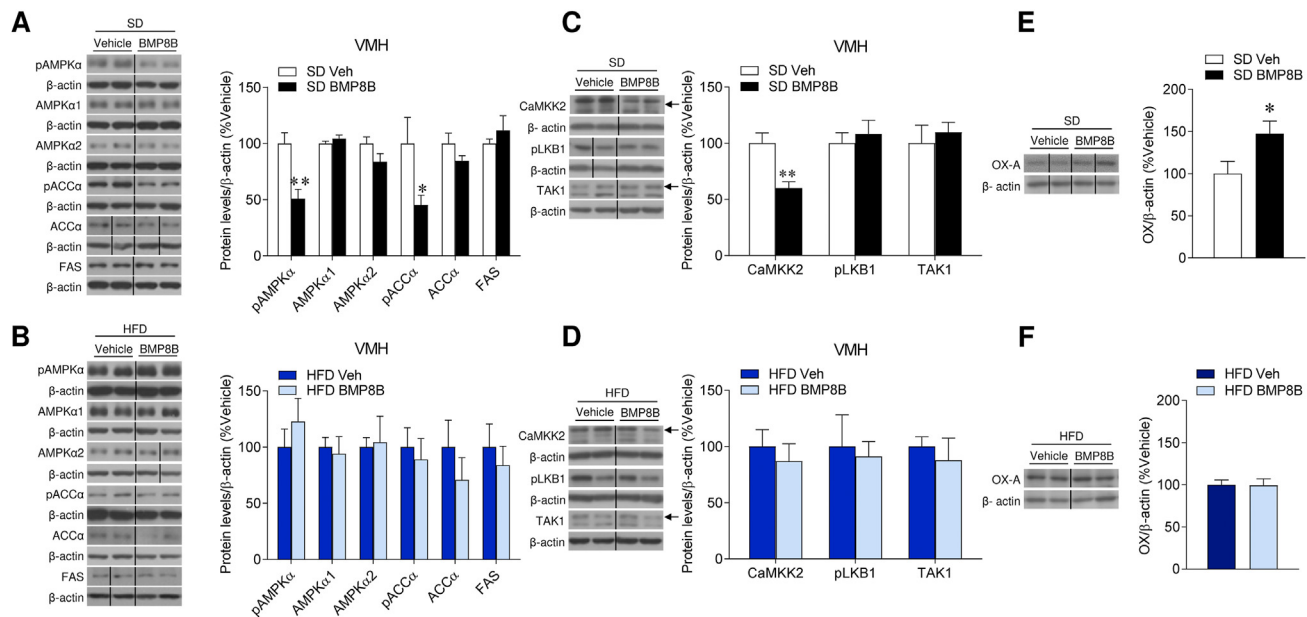 A
SD
Vehicle BMP8B
pAMPKα
β-actin
AMPKα1
β-actin
AMPKα2
β-actin
pACCα
β-actin
ACCα
β-actin
FAS
β-actin
VMH
SD Veh
SD BMP8B
Protein levels/β-actin (%Vehicle)
150
100
50
0
**
*
pAMPKα AMPKα1 AMPKα2 pACCα ACCα FAS
C
SD
Vehicle BMP8B
CaMKK2
β- actin
pLKB1
β-actin
TAK1
β-actin
VMH
SD Veh
SD BMP8B
Protein levels/β-actin (%Vehicle)
150
100
50
0
**
CaMKK2 pLKB1 TAK1
E
SD
Vehicle BMP8B
OX-A
β- actin
SD Veh
SD BMP8B
OX/β-actin (%Vehicle)
200
150
100
50
0
*
B
HFD
Vehicle BMP8B
pAMPKα
β-actin
AMPKα1
β-actin
AMPKα2
β-actin
pACCα
β-actin
ACCα
β-actin
FAS
β-actin
VMH
HFD Veh
HFD BMP8B
Protein levels/β-actin (%Vehicle)
150
100
50
0
pAMPKα AMPKα1 AMPKα2 pACCα ACCα FAS
D
HFD
Vehicle BMP8B
CaMKK2
β-actin
pLKB1
β-actin
TAK1
β-actin
VMH
HFD Veh
HFD BMP8B
Protein levels/β-actin (%Vehicle)
150
100
50
0
CaMKK2 pLKB1 TAK1
F
HFD
Vehicle BMP8B
OX-A
β- actin
HFD Veh
HFD BMP8B
OX/β-actin (%Vehicle)
200
150
100
50
0